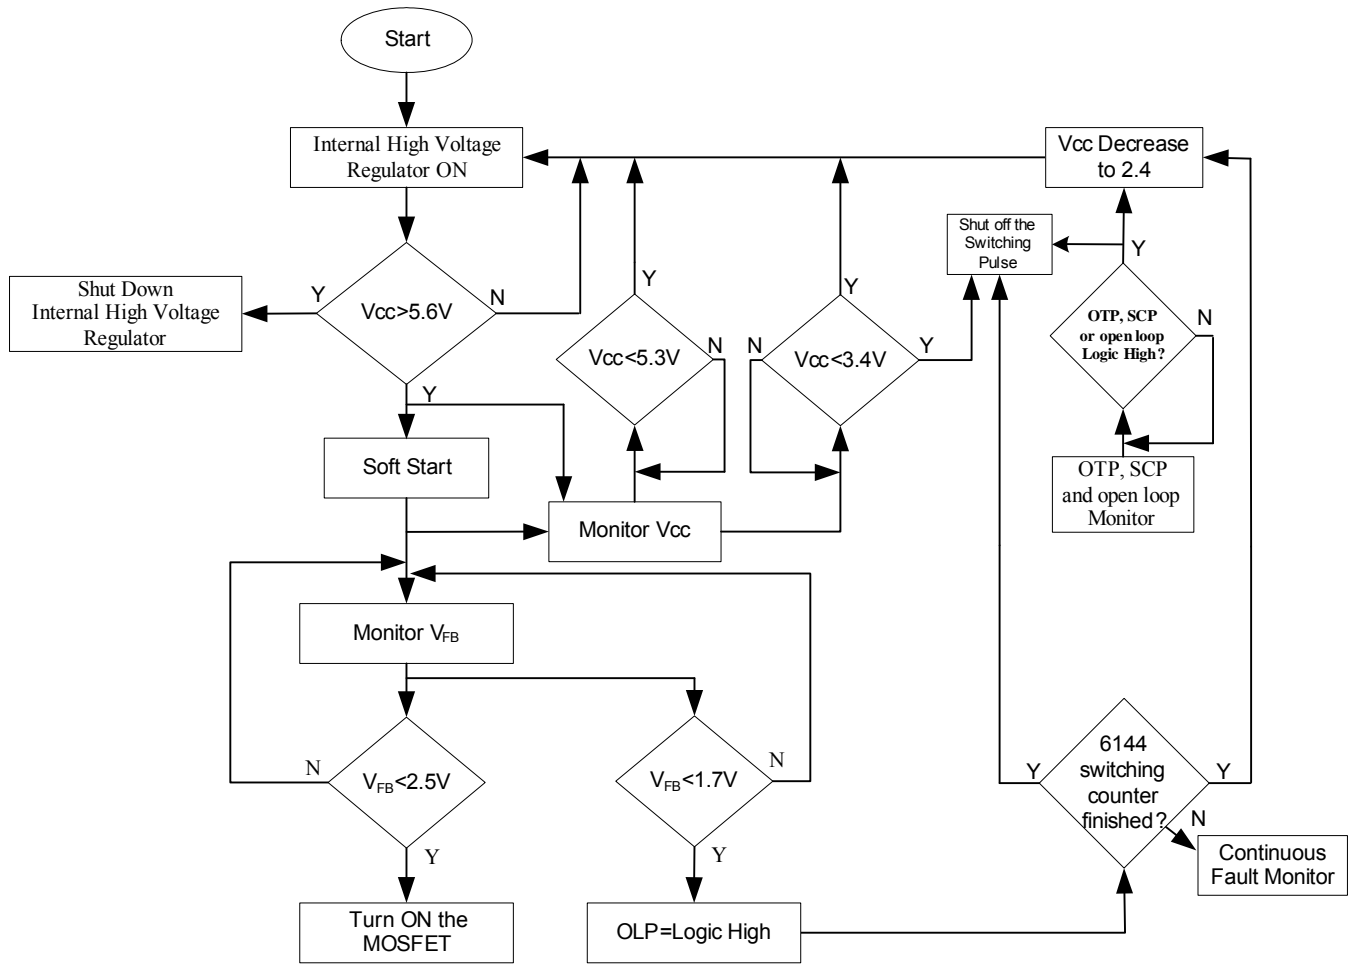 Start
Internal High Voltage
Regulator ON
Vcc Decrease
to 2.4
Shut off the
Switching
Pulse
Y
Shut Down
Internal High Voltage
Regulator
Y
Vcc>5.6V
N
Y
Vcc<5.3V
N
Y
N
Vcc<3.4V
Y
OTP, SCP
or open loop
Logic High?
N
Y
Soft Start
Monitor Vcc
OTP, SCP
and open loop
Monitor
Monitor VFB
N
VFB<2.5V
Y
VFB<1.7V
N
Y
Y
6144
switching
counter
finished?
Y
N
Continuous
Fault Monitor
Turn ON the
MOSFET
OLP=Logic High